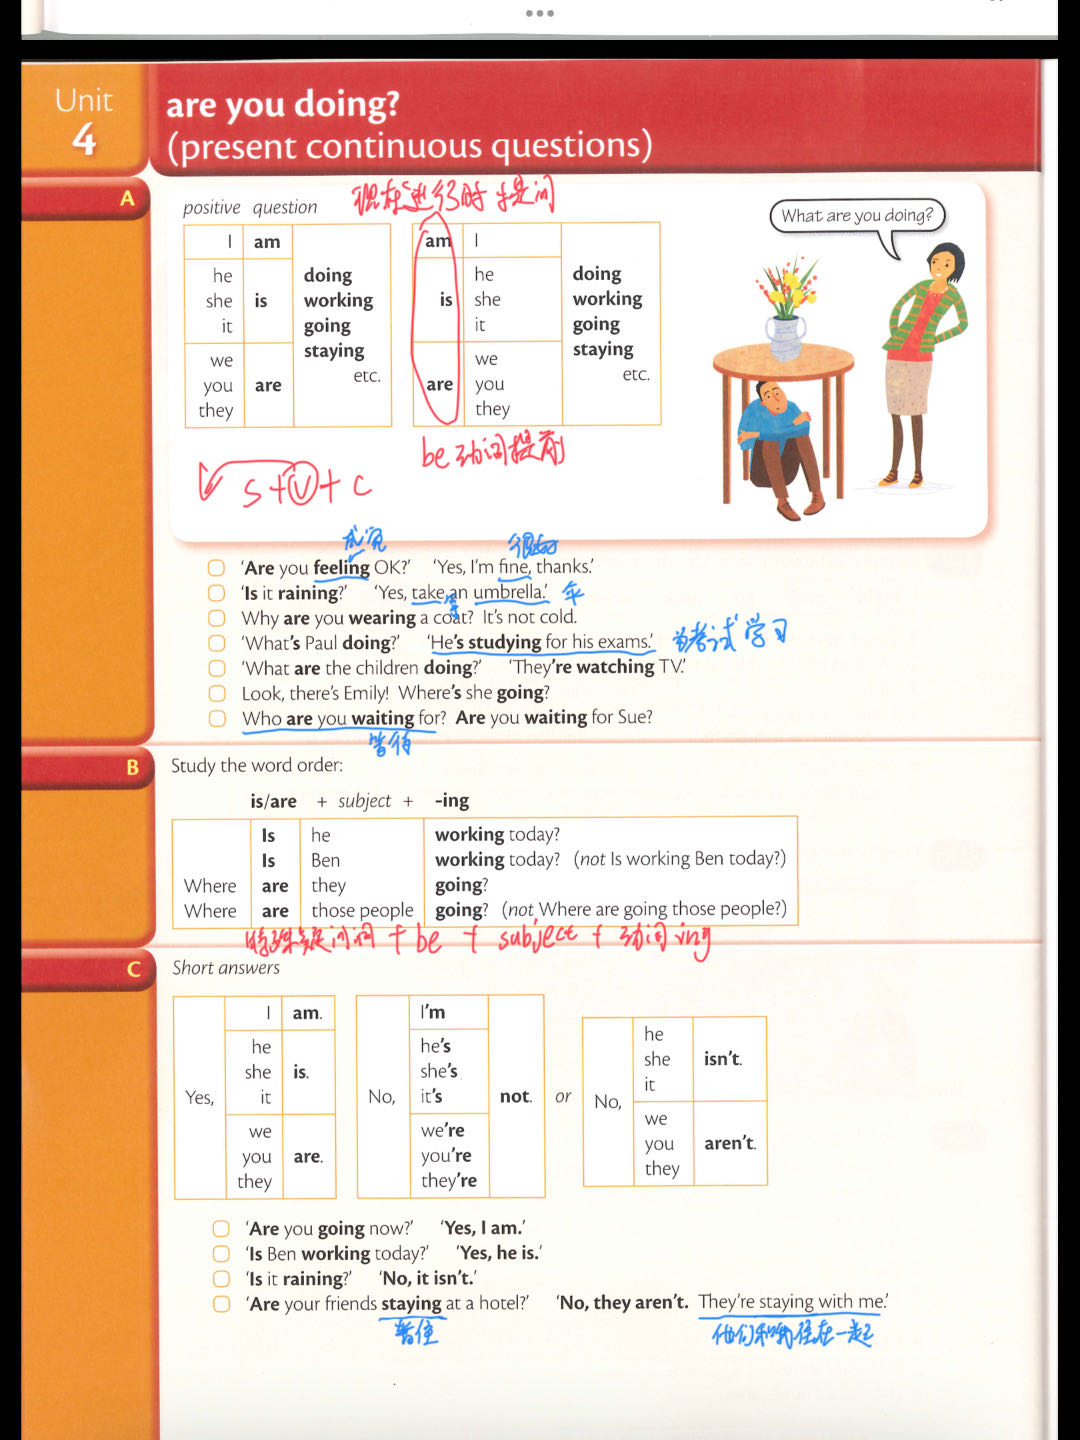 Unit
4
are you doing?
(present continuous questions)
A
现在进行时 提问
What are you doing?
positive question
I am
he
she is
it
we
you are
they
doing
working
going
staying
etc.
am I
is he
she
it
are we
you
they
doing
working
going
staying
etc.
be动词提前
S + V + C
感觉 很好
'Are you feeling OK?' 'Yes, I'm fine, thanks.'
'Is it raining?' 'Yes, take an umbrella.' 伞
拿
Why are you wearing a coat? It's not cold.
'What's Paul doing?' 'He's studying for his exams.' 为考试学习
'What are the children doing?' 'They're watching TV.'
Look, there's Emily! Where's she going?
Who are you waiting for? Are you waiting for Sue?
等待
B
Study the word order:
is/are + subject + -ing
Is he working today?
Is Ben working today? (not Is working Ben today?)
Where are they going?
Where are those people going? (not Where are going those people?)
特殊疑问词 + be + subject + 动词 ing
C
Short answers
Yes,
I am.
he
she is.
it
we
you are.
they
No,
I'm
he's
she's
it's
we're
you're
they're
not.
or
No,
he
she isn't.
it
we
you aren't.
they
'Are you going now?' 'Yes, I am.'
'Is Ben working today?' 'Yes, he is.'
'Is it raining?' 'No, it isn't.'
'Are your friends staying at a hotel?' 'No, they aren't. They're staying with me.'
暂住 他们和我住在一起